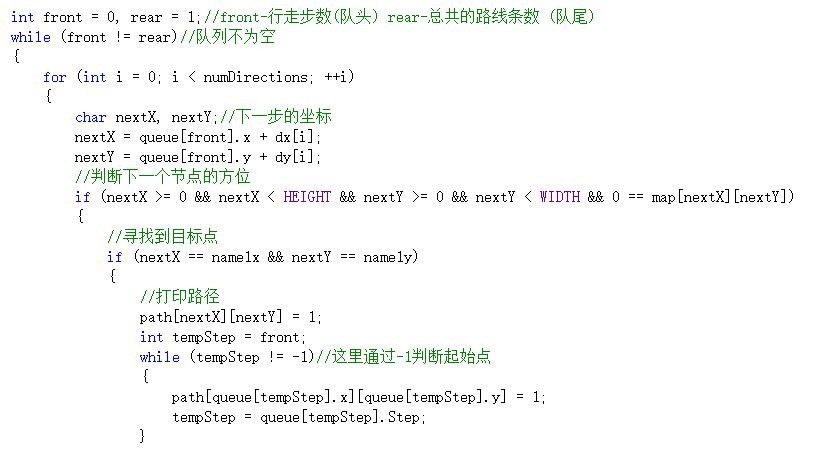 int front = 0, rear = 1;//front-行走步数(队头) rear-总共的路线条数 (队尾)
while (front != rear)//队列不为空
{
for (int i = 0; i < numDirections; ++i)
{
char nextX, nextY;//下一步的坐标
nextX = queue[front].x + dx[i];
nextY = queue[front].y + dy[i];
//判断下一个节点的方位
if (nextX >= 0 && nextX < HEIGHT && nextY >= 0 && nextY < WIDTH && 0 == map[nextX][nextY])
{
//寻找到目标点
if (nextX == name1x && nextY == name1y)
{
//打印路径
path[nextX][nextY] = 1;
int tempStep = front;
while (tempStep != -1)//这里通过-1判断起始点
{
path[queue[tempStep].x][queue[tempStep].y] = 1;
tempStep = queue[tempStep].Step;
}